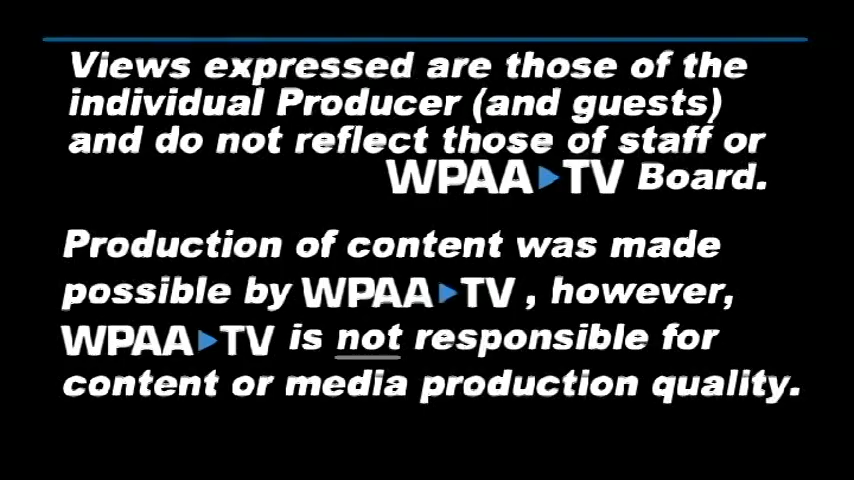 Views expressed are those of the
individual Producer (and guests)
and do not reflect those of staff or
WPAA TV Board.
Production of content was made
possible by WPAA TV , however,
WPAA TV is not responsible for
content or media production quality.